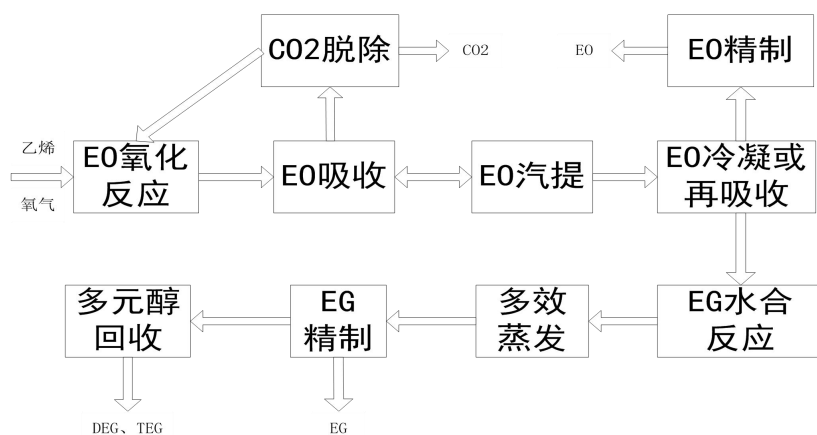 CO2脱除
CO2
EO
EO精制
乙烯
氧气
EO氧化
反应
EO吸收
EO汽提
EO冷凝或
再吸收
多元醇
回收
EG
精制
多效
蒸发
EG水合
反应
DEG、TEG
EG